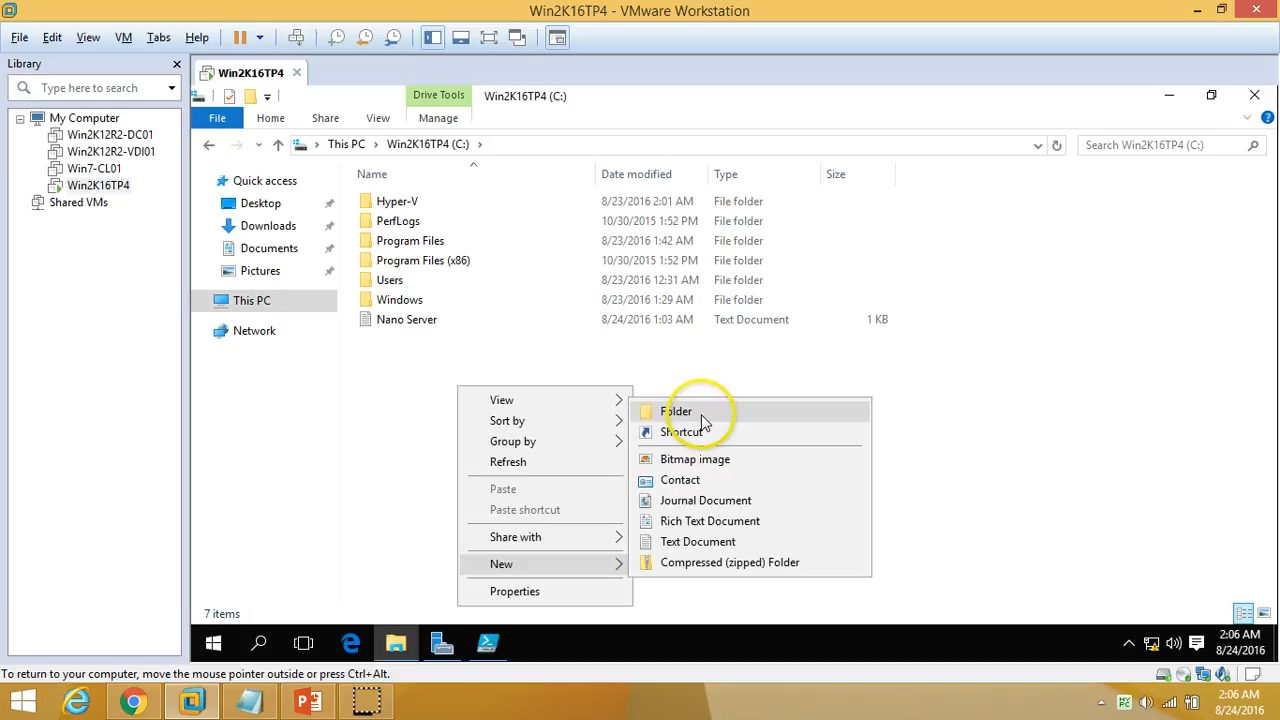 Win2K16TP4 - VMware Workstation
File Edit View VM Tabs Help
Library
Type here to search
My Computer
Win2K12R2-DC01
Win2K12R2-VDI01
Win7-CL01
Win2K16TP4
Shared VMs
Win2K16TP4
Drive Tools
Win2K16TP4 (C:)
File Home Share View Manage
This PC Win2K16TP4 (C:)
Search Win2K16TP4 (C:)
Quick access
Desktop
Downloads
Documents
Pictures
This PC
Network
Name Date modified Type Size
Hyper-V 8/23/2016 2:01 AM File folder
PerfLogs 10/30/2015 1:52 PM File folder
Program Files 8/23/2016 1:42 AM File folder
Program Files (x86) 10/30/2015 1:52 PM File folder
Users 8/23/2016 12:31 AM File folder
Windows 8/23/2016 1:29 AM File folder
Nano Server 8/24/2016 1:03 AM Text Document 1 KB
View
Sort by
Group by
Refresh
Paste
Paste shortcut
Share with
New
Properties
Folder
Shortcut
Bitmap image
Contact
Journal Document
Rich Text Document
Text Document
Compressed (zipped) Folder
7 items
2:06 AM
8/24/2016
To return to your computer, move the mouse pointer outside or press Ctrl+Alt.
2:06 AM
8/24/2016